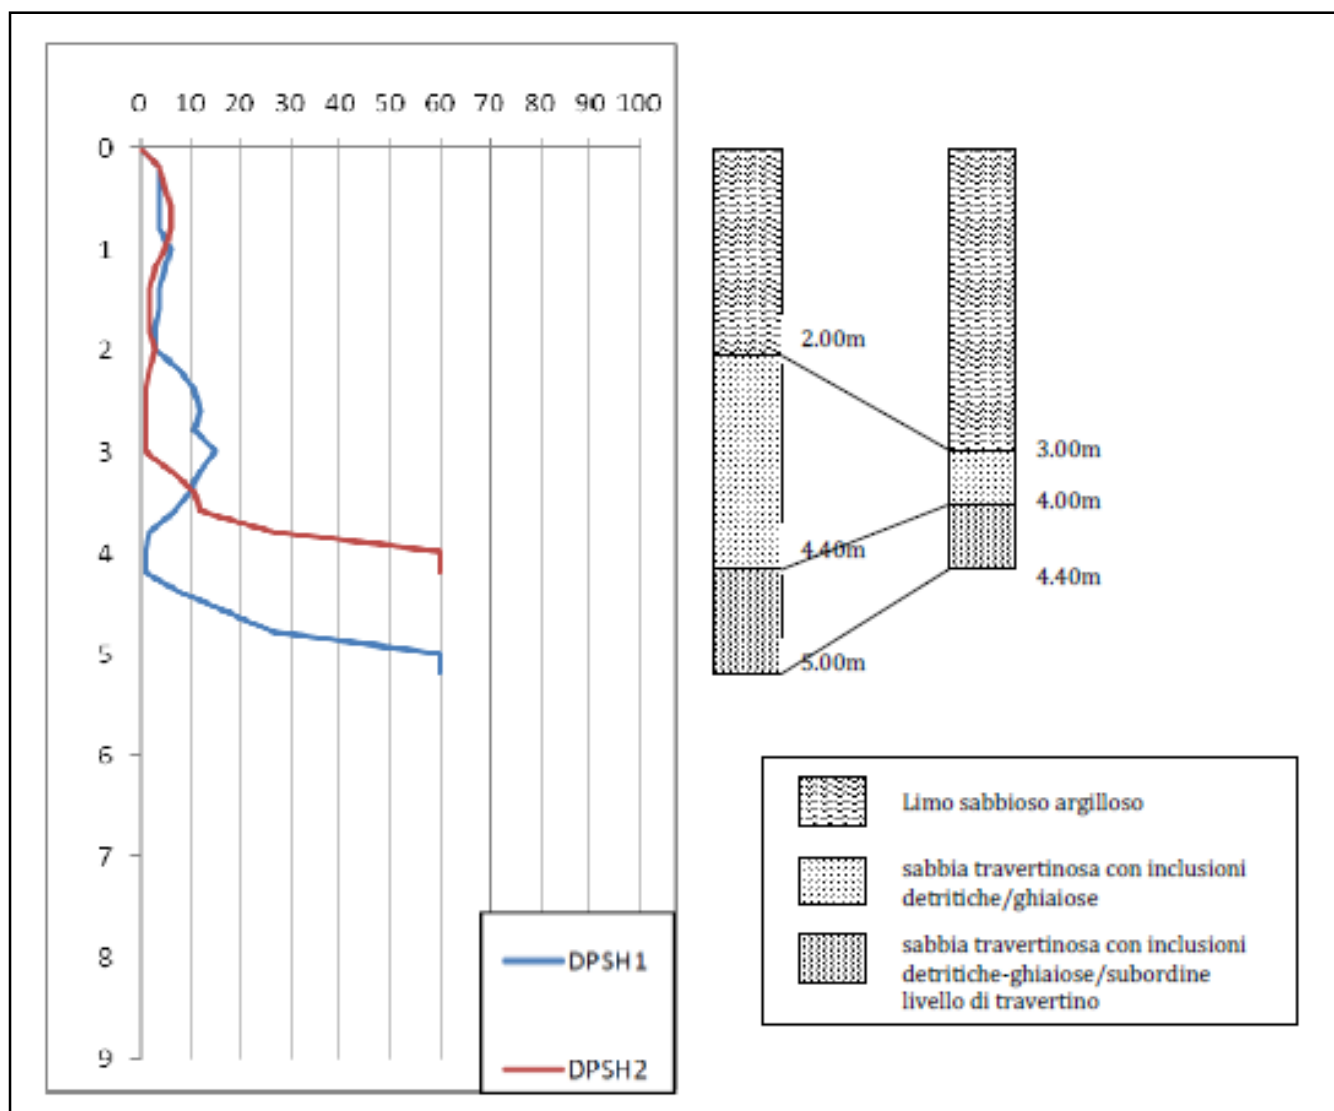 0 10 20 30 40 50 60 70 80 90 100
0
1
2
3
4
5
6
7
8
9
DPSH1
DPSH2
2.00m
4.40m
5.00m
3.00m
4.00m
4.40m
Limo sabbioso argilloso
sabbia travertinosa con inclusioni
detritiche/ghiaiose
sabbia travertinosa con inclusioni
detritiche-ghiaiose/subordine
livello di travertino